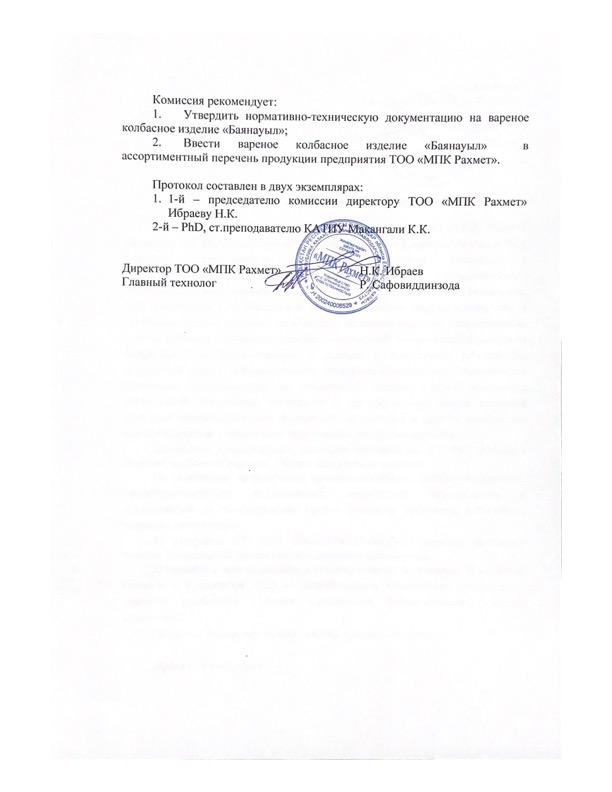 Комиссия рекомендует:
1. Утвердить нормативно-техническую документацию на вареное
колбасное изделие «Баянауыл»;
2. Ввести вареное колбасное изделие «Баянауыл» в
ассортиментный перечень продукции предприятия ТОО «МПК Рахмет».
Протокол составлен в двух экземплярах:
1. 1-й – председателю комиссии директору ТОО «МПК Рахмет»
Ибраеву Н.К.
2-й – PhD, ст.преподавателю КАТИУ Макангали К.К.
Директор ТОО «МПК Рахмет» Н.К. Ибраев
Главный технолог Р. Сафовиддинзода
«МПК Рахмет»